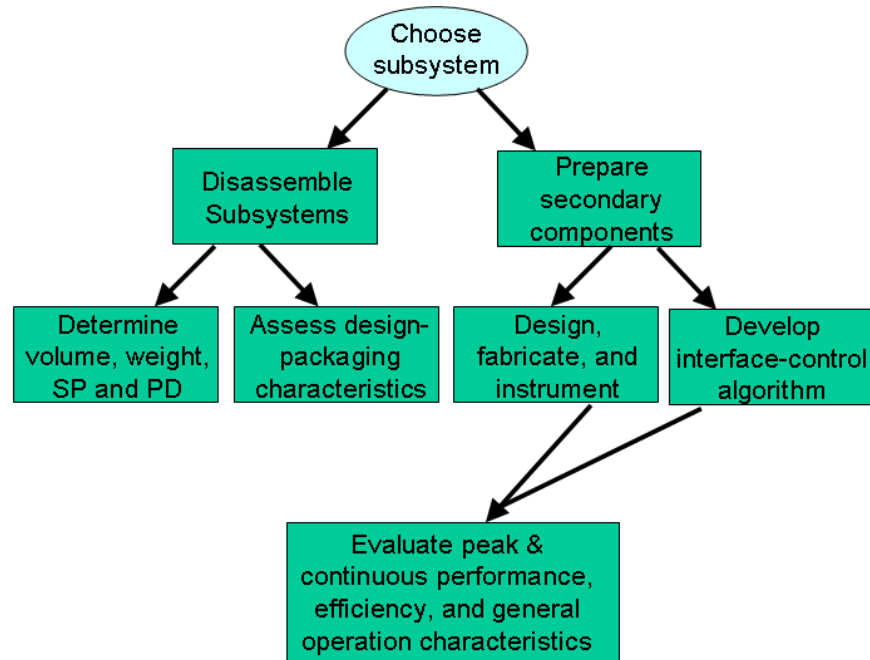 Choose
subsystem
Disassemble
Subsystems
Prepare
secondary
components
Determine
volume, weight,
SP and PD
Assess design-
packaging
characteristics
Design,
fabricate, and
instrument
Develop
interface-control
algorithm
Evaluate peak &
continuous performance,
efficiency, and general
operation characteristics